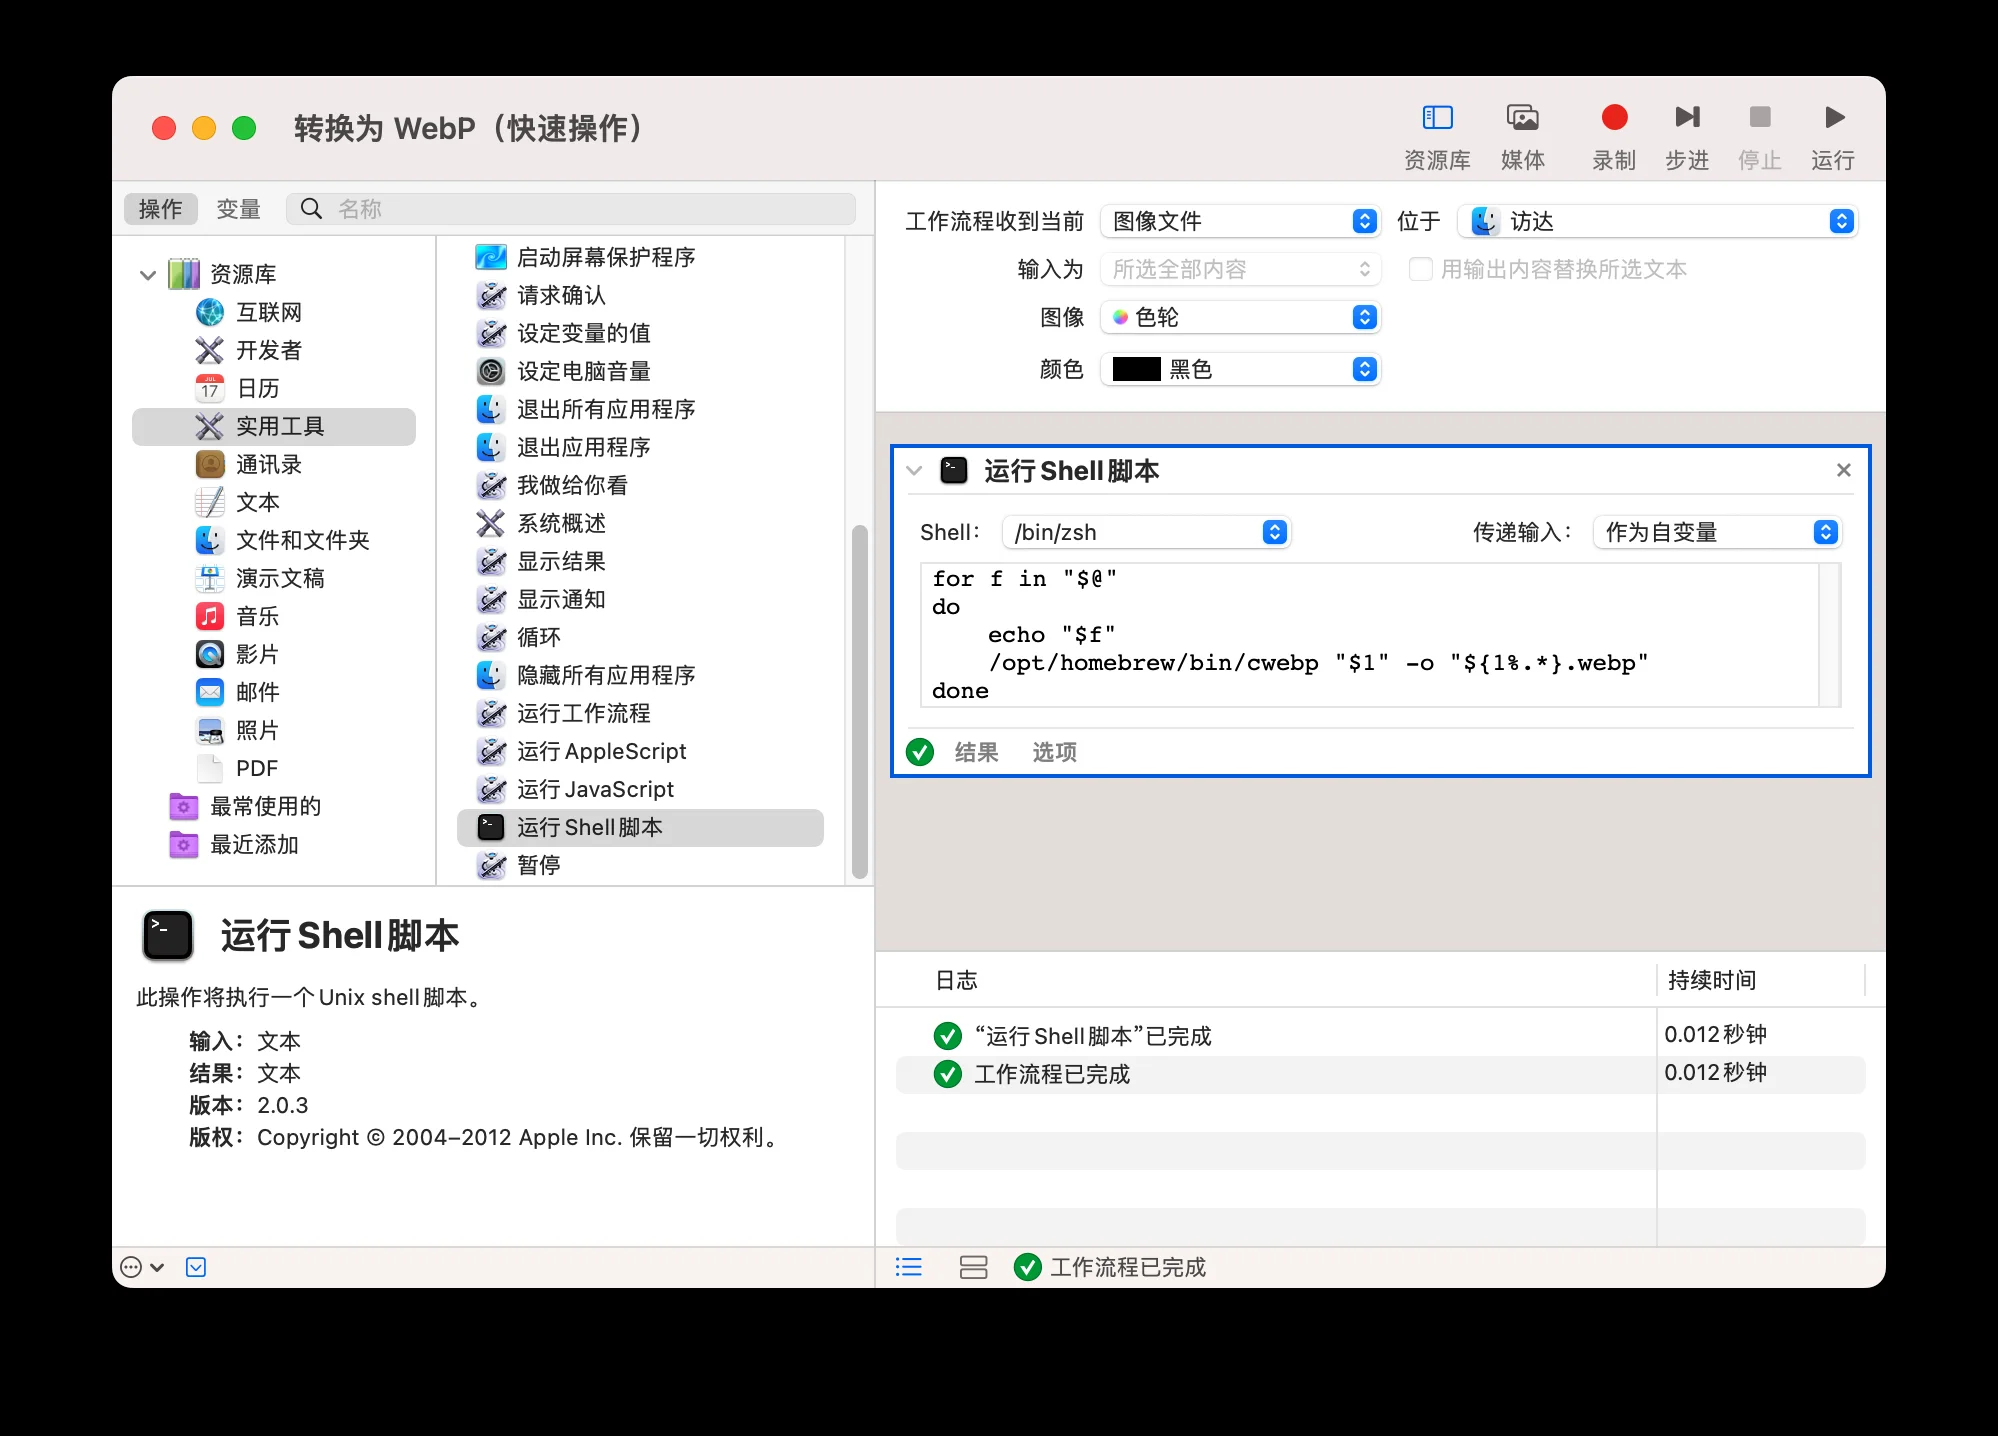 转换为 WebP（快速操作）
资源库
媒体
录制
步进
停止
运行
操作
变量
名称
资源库
互联网
开发者
JUL
17
日历
实用工具
通讯录
文本
文件和文件夹
演示文稿
音乐
影片
邮件
照片
PDF
最常使用的
最近添加
启动屏幕保护程序
请求确认
设定变量的值
设定电脑音量
退出所有应用程序
退出应用程序
我做给你看
系统概述
显示结果
显示通知
循环
隐藏所有应用程序
运行工作流程
运行 AppleScript
运行 JavaScript
运行 Shell 脚本
暂停
运行 Shell 脚本
此操作将执行一个 Unix shell 脚本。
输入： 文本
结果： 文本
版本： 2.0.3
版权： Copyright © 2004–2012 Apple Inc. 保留一切权利。
工作流程收到当前 图像文件 位于 访达
输入为 所选全部内容 用输出内容替换所选文本
图像 色轮
颜色 黑色
运行 Shell 脚本
Shell： /bin/zsh 传递输入： 作为自变量
for f in "$@"
do
    echo "$f"
    /opt/homebrew/bin/cwebp "$1" -o "${1%.*}.webp"
done
结果 选项
日志 持续时间
“运行 Shell 脚本”已完成 0.012 秒钟
工作流程已完成 0.012 秒钟
工作流程已完成